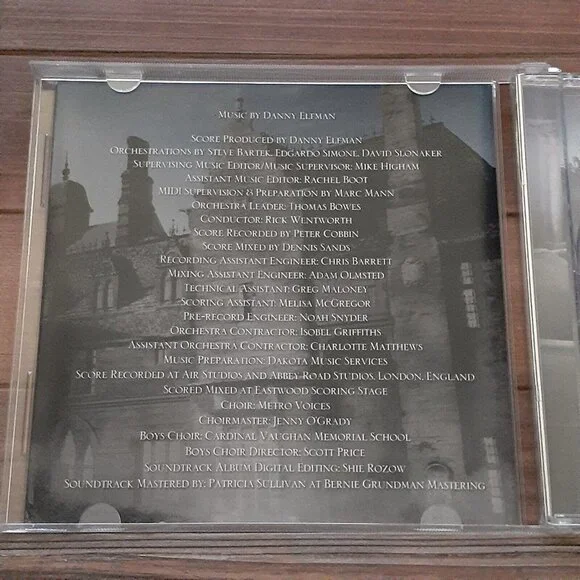 Music by Danny Elfman
Score Produced by Danny Elfman
Orchestrations by Steve Bartek, Edgardo Simone, David Slonaker
Supervising Music Editor/Music Supervisor: Mike Higham
Assistant Music Editor: Rachel Boot
MIDI Supervision & Preparation by Marc Mann
Orchestra Leader: Thomas Bowes
Conductor: Rick Wentworth
Score Recorded by Peter Cobbin
Score Mixed by Dennis Sands
Recording Assistant Engineer: Chris Barrett
Mixing Assistant Engineer: Adam Olmsted
Technical Assistant: Greg Maloney
Scoring Assistant: Melisa McGregor
Pre-record Engineer: Noah Snyder
Orchestra Contractor: Isobel Griffiths
Assistant Orchestra Contractor: Charlotte Matthews
Music Preparation: Dakota Music Services
Score Recorded at Air Studios and Abbey Road Studios, London, England
Scored Mixed at Eastwood Scoring Stage
Choir: Metro Voices
Choirmaster: Jenny O'Grady
Boys Choir: Cardinal Vaughan Memorial School
Boys Choir Director: Scott Price
Soundtrack Album Digital Editing: Shie Rozow
Soundtrack Mastered by: Patricia Sullivan at Bernie Grundman Mastering